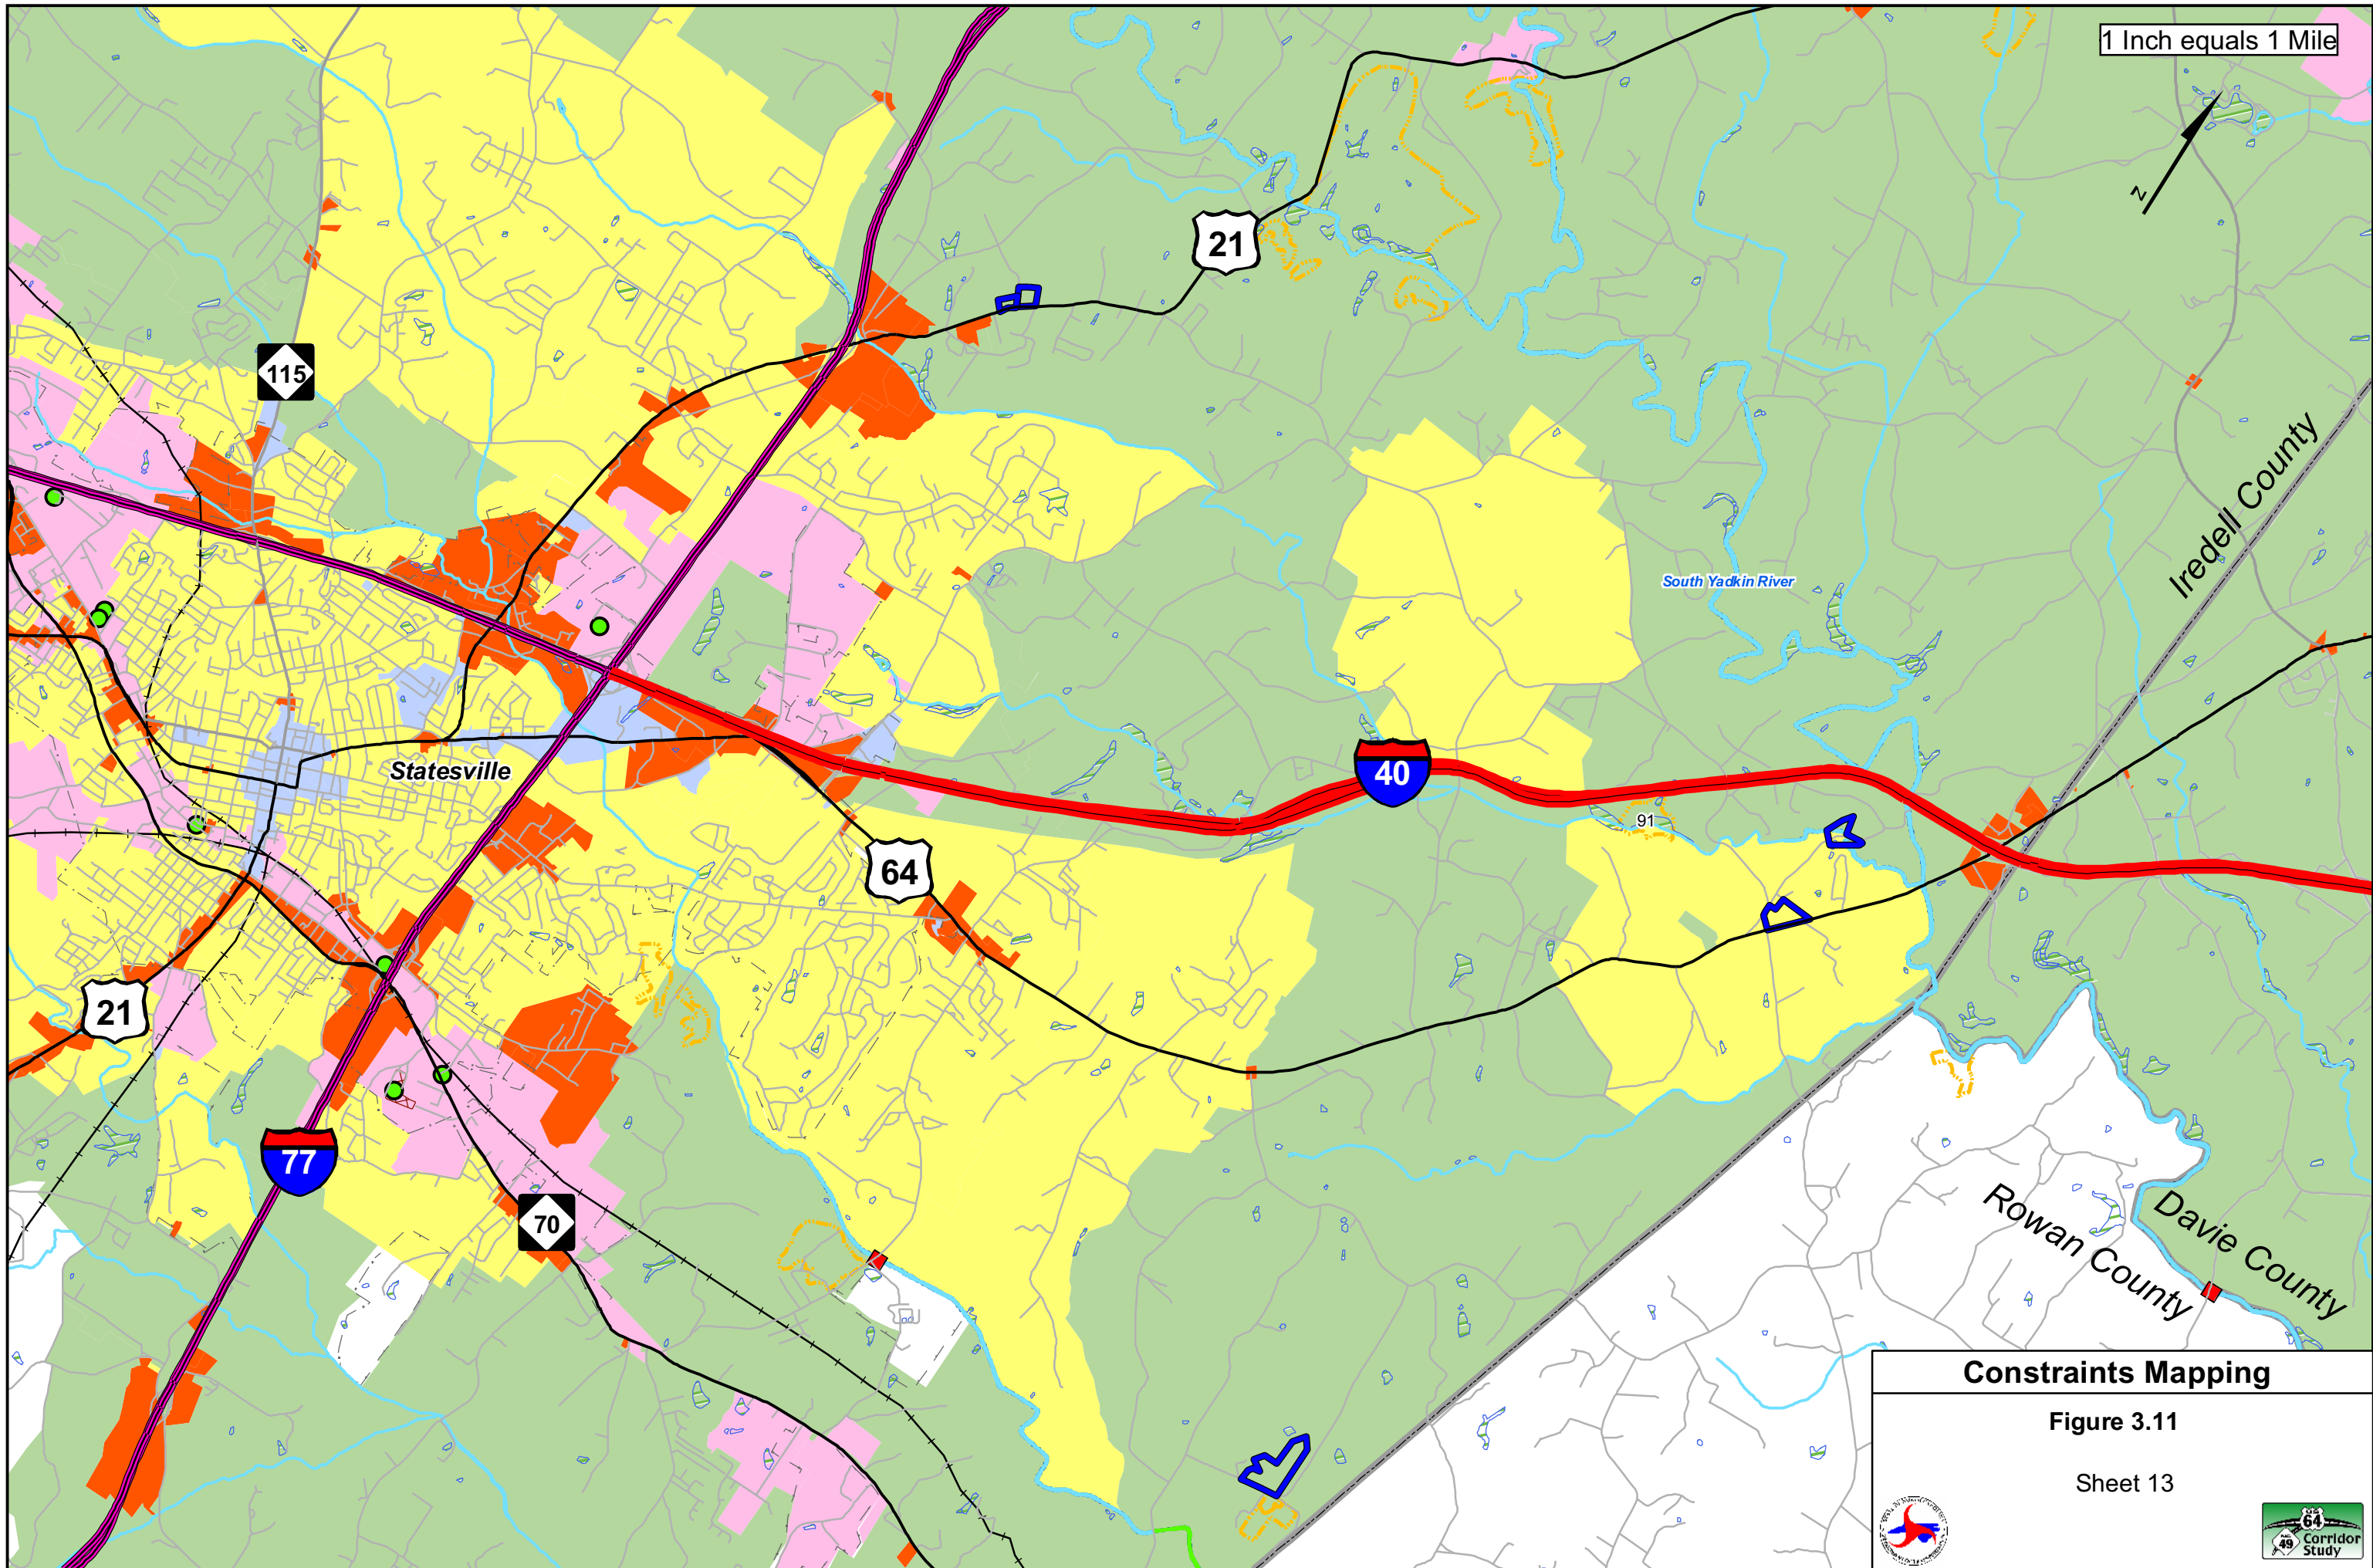 1 Inch equals 1 Mile
N
21
115
Iredell County
South Yadkin River
Statesville
40
91
64
21
77
70
Rowan County
Davie County
Constraints Mapping
Figure 3.11
Sheet 13
US
64
49
Corridor
Study